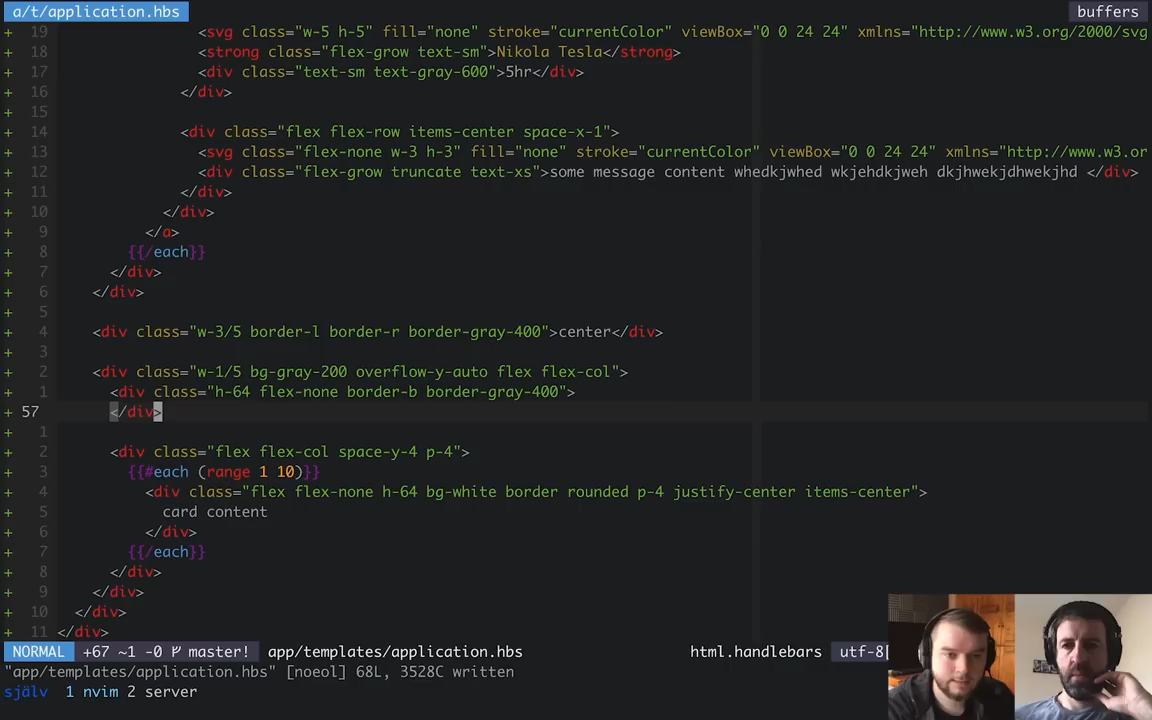 a/t/application.hbs buffers
+ 19 <svg class="w-5 h-5" fill="none" stroke="currentColor" viewBox="0 0 24 24" xmlns="http://www.w3.org/2000/svg
+ 18 <strong class="flex-grow text-sm">Nikola Tesla</strong>
+ 17 <div class="text-sm text-gray-600">5hr</div>
+ 16 </div>
+ 15
+ 14 <div class="flex flex-row items-center space-x-1">
+ 13 <svg class="flex-none w-3 h-3" fill="none" stroke="currentColor" viewBox="0 0 24 24" xmlns="http://www.w3.or
+ 12 <div class="flex-grow truncate text-xs">some message content whedkjwhed wkjehdkjweh dkjhwekjdhwekjhd </div>
+ 11 </div>
+ 10 </div>
+ 9 </a>
+ 8 {{/each}}
+ 7 </div>
+ 6 </div>
+ 5
+ 4 <div class="w-3/5 border-l border-r border-gray-400">center</div>
+ 3
+ 2 <div class="w-1/5 bg-gray-200 overflow-y-auto flex flex-col">
+ 1 <div class="h-64 flex-none border-b border-gray-400">
+ 57 </div>
+ 1
+ 2 <div class="flex flex-col space-y-4 p-4">
+ 3 {{#each (range 1 10)}}
+ 4 <div class="flex flex-none h-64 bg-white border rounded p-4 justify-center items-center">
+ 5 card content
+ 6 </div>
+ 7 {{/each}}
+ 8 </div>
+ 9 </div>
+ 10 </div>
+ 11 </div>
NORMAL +67 ~1 -0 master! app/templates/application.hbs html.handlebars utf-8[
"app/templates/application.hbs" [noeol] 68L, 3528C written
själv 1 nvim 2 server